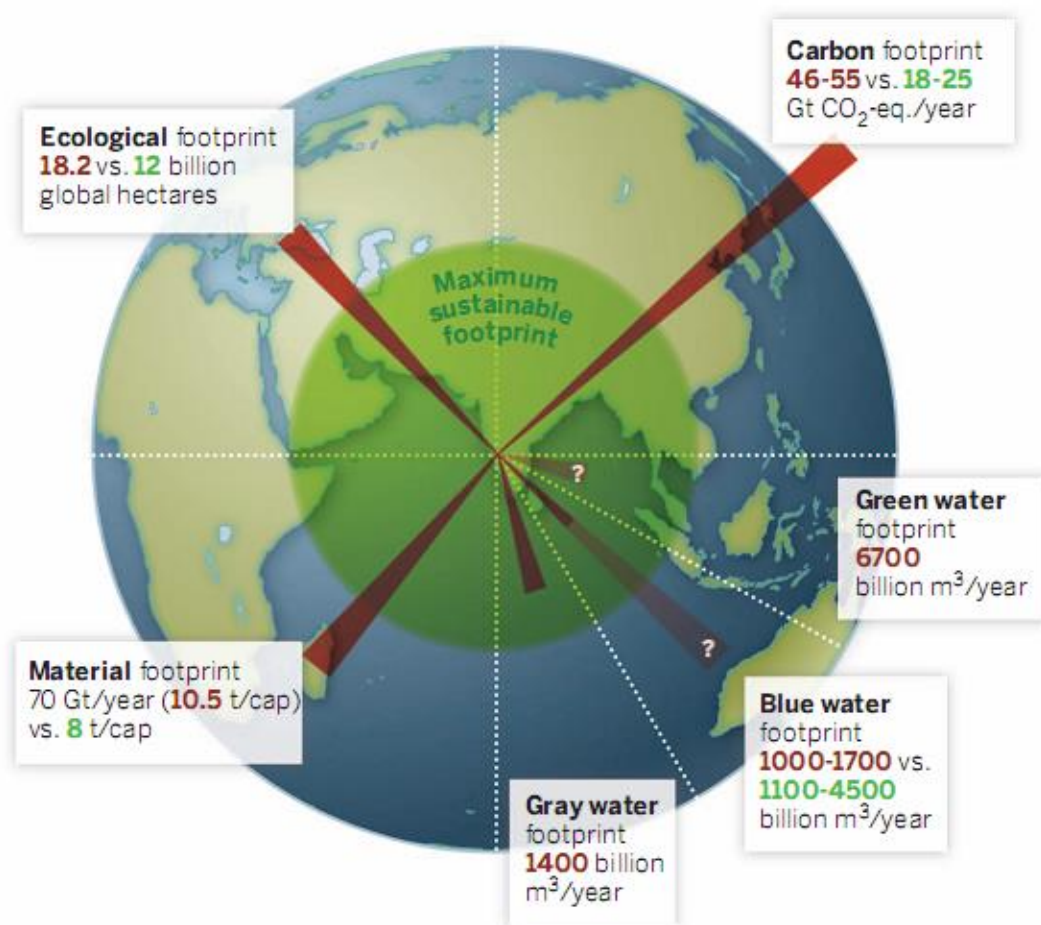 Carbon footprint
46-55 vs. 18-25
Gt CO₂-eq./year
Ecological footprint
18.2 vs. 12 billion
global hectares
Maximum
sustainable
footprint
?
Green water
footprint
6700
billion m³/year
?
Material footprint
70 Gt/year (10.5 t/cap)
vs. 8 t/cap
Blue water
footprint
1000-1700 vs.
1100-4500
billion m³/year
Gray water
footprint
1400 billion
m³/year